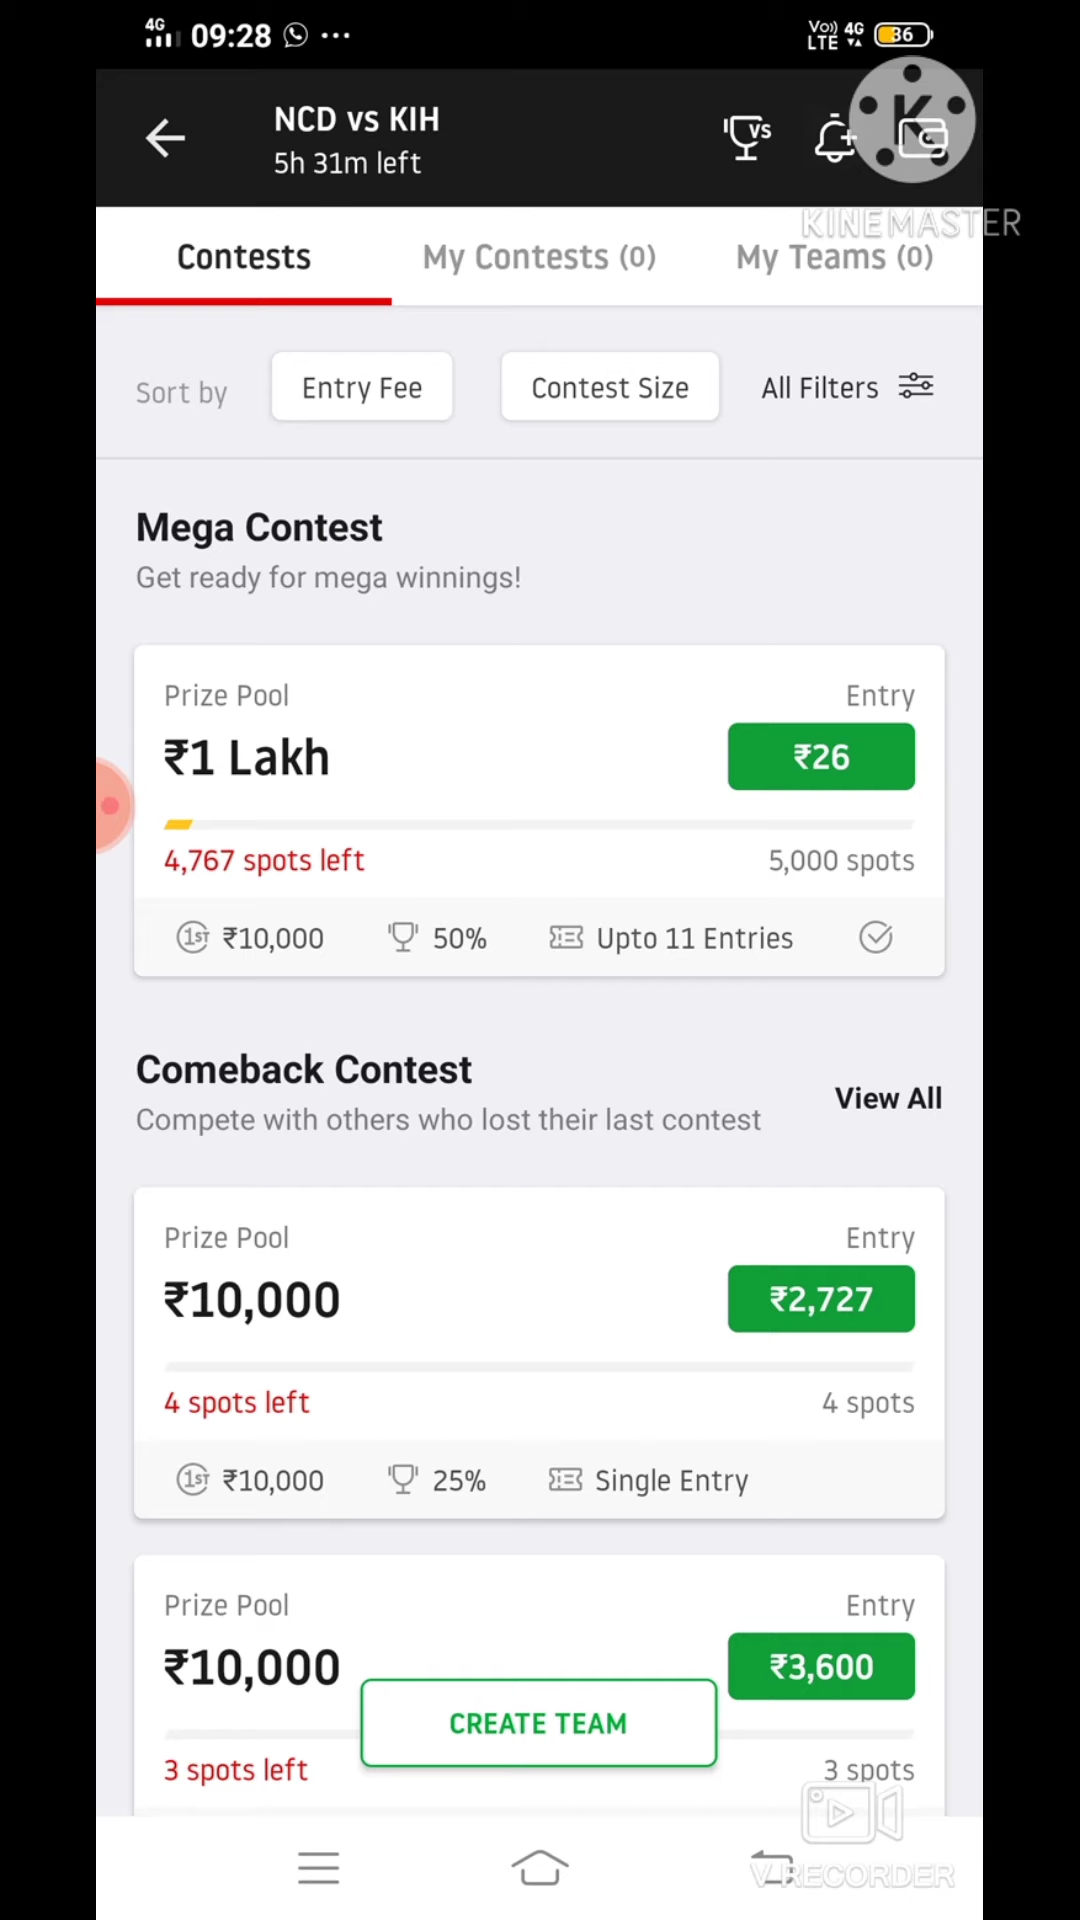 4G 09:28 ... Vo)) LTE 4G 36
NCD vs KIH
5h 31m left
VS
K
KINEMASTER
Contests My Contests (0) My Teams (0)
Sort by Entry Fee Contest Size All Filters
Mega Contest
Get ready for mega winnings!
Prize Pool Entry
₹1 Lakh ₹26
4,767 spots left 5,000 spots
1ST ₹10,000 50% Upto 11 Entries
Comeback Contest
View All
Compete with others who lost their last contest
Prize Pool Entry
₹10,000 ₹2,727
4 spots left 4 spots
1ST ₹10,000 25% Single Entry
Prize Pool Entry
₹10,000 ₹3,600
CREATE TEAM
3 spots left 3 spots
V RECORDER